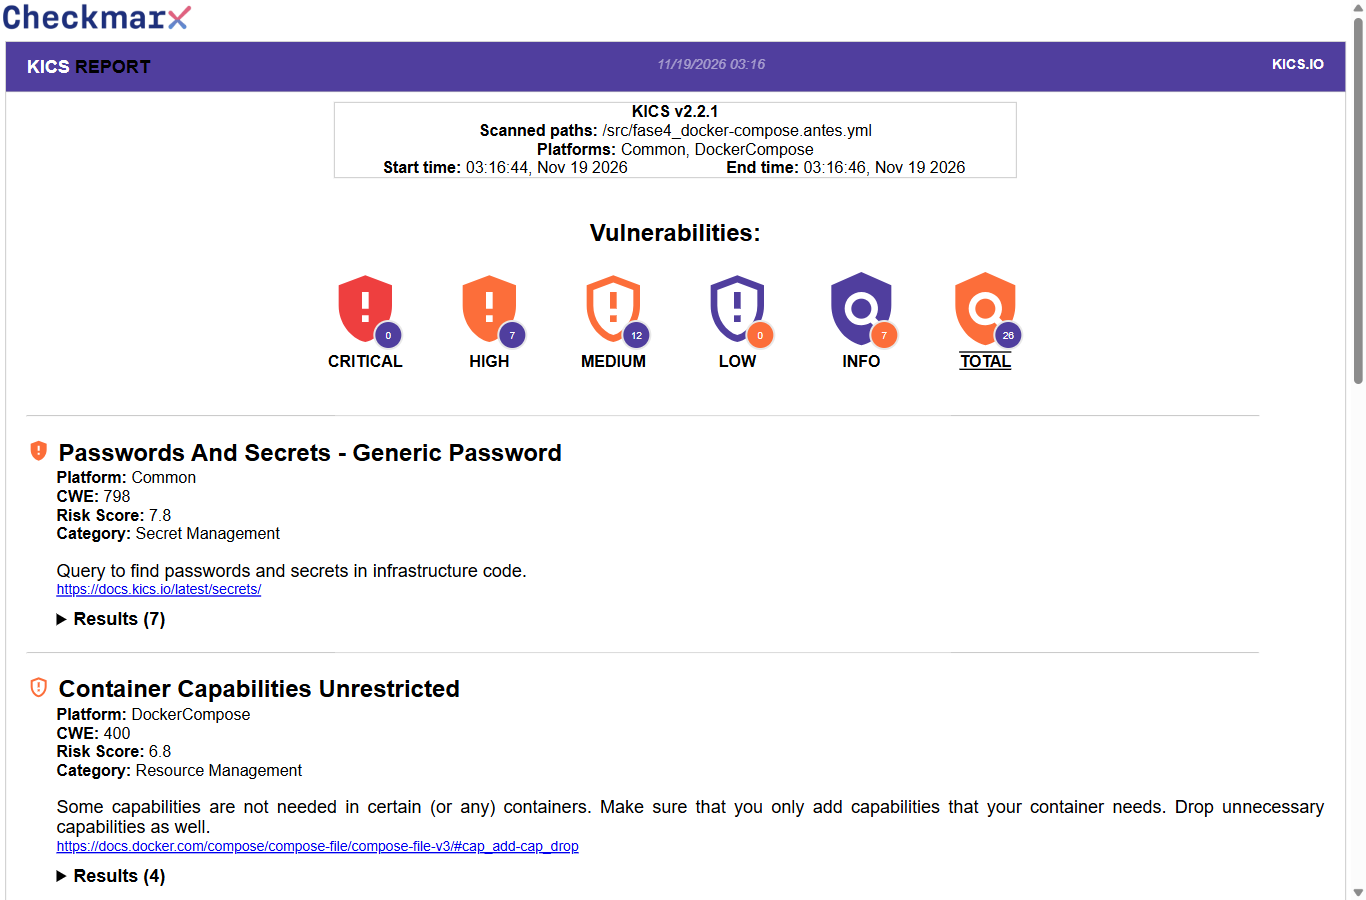 Checkmarx
KICS REPORT
11/19/2026 03:16
KICS.IO
KICS v2.2.1
Scanned paths: /src/fase4_docker-compose.antes.yml
Platforms: Common, DockerCompose
Start time: 03:16:44, Nov 19 2026
End time: 03:16:46, Nov 19 2026
Vulnerabilities:
0
7
12
0
7
26
CRITICAL
HIGH
MEDIUM
LOW
INFO
TOTAL
Passwords And Secrets - Generic Password
Platform: Common
CWE: 798
Risk Score: 7.8
Category: Secret Management
Query to find passwords and secrets in infrastructure code.
https://docs.kics.io/latest/secrets/
Results (7)
Container Capabilities Unrestricted
Platform: DockerCompose
CWE: 400
Risk Score: 6.8
Category: Resource Management
Some capabilities are not needed in certain (or any) containers. Make sure that you only add capabilities that your container needs. Drop unnecessary
capabilities as well.
https://docs.docker.com/compose/compose-file/compose-file-v3/#cap_add-cap_drop
Results (4)